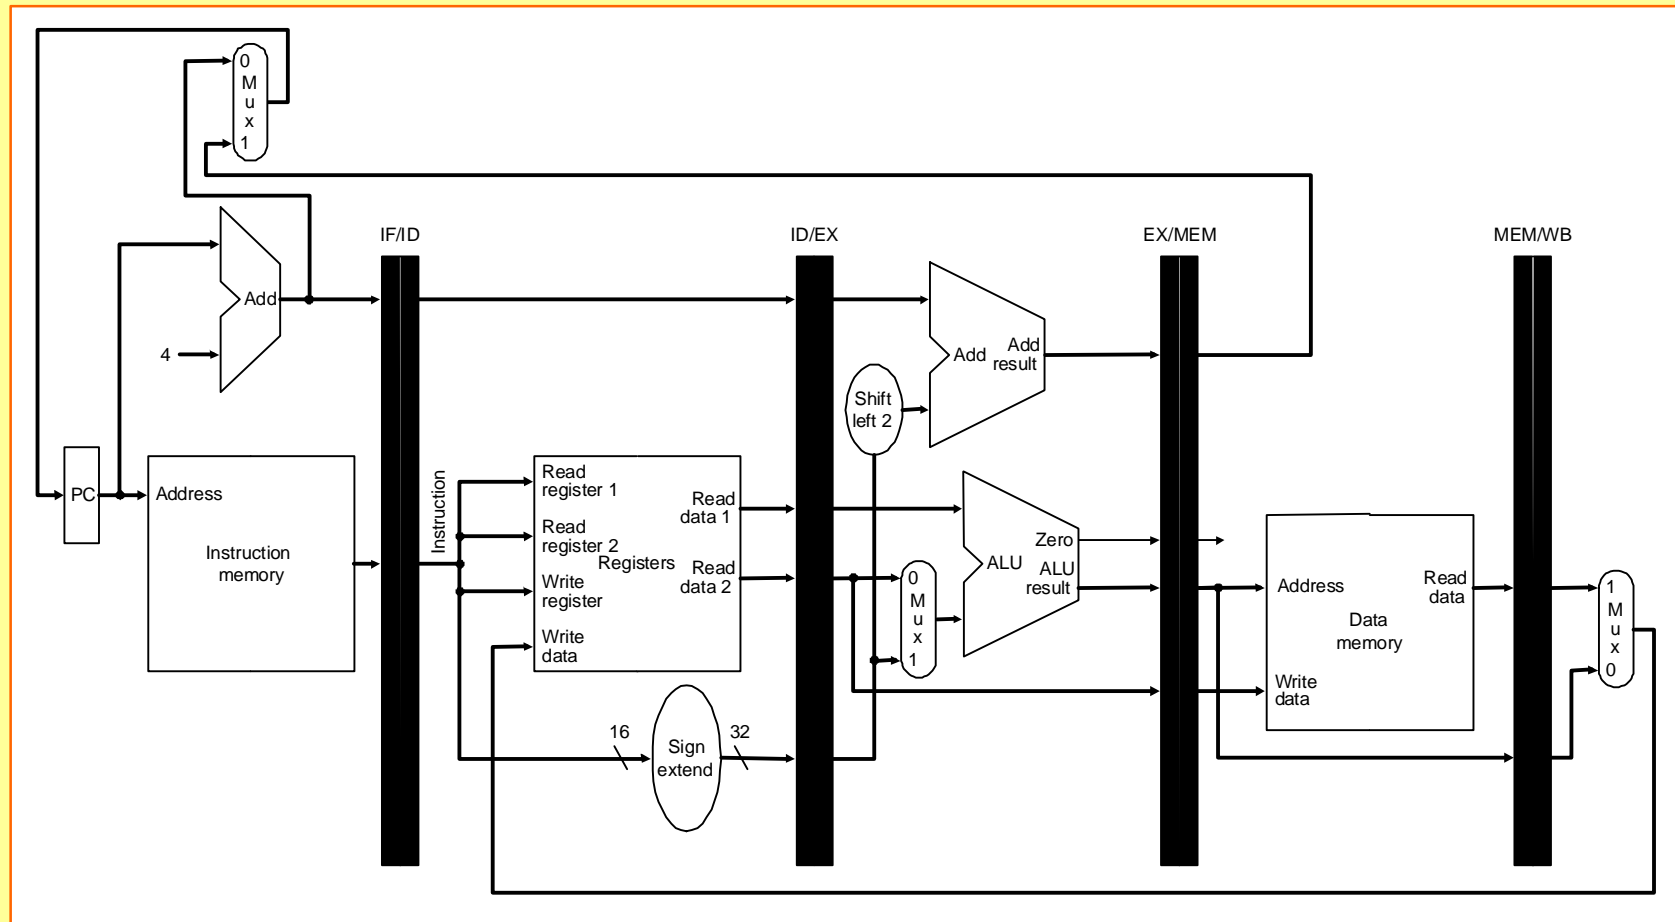 0
M
u
x
1
IF/ID
ID/EX
EX/MEM
MEM/WB
Add
4
Add
Add
result
Shift
left 2
PC
Address
Instruction
memory
Instruction
Read
register 1
Read
register 2
Write
register
Write
data
Registers
Read
data 1
Read
data 2
0
M
u
x
1
Zero
ALU
ALU
result
Address
Read
data
Data
memory
Write
data
1
M
u
x
0
16
Sign
extend
32